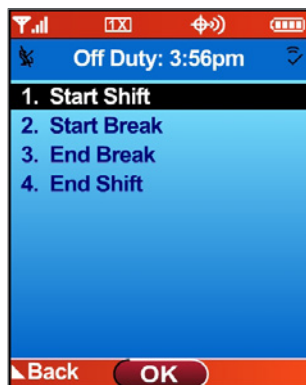 1X
Off Duty: 3:56pm
1. Start Shift
2. Start Break
3. End Break
4. End Shift
Back OK